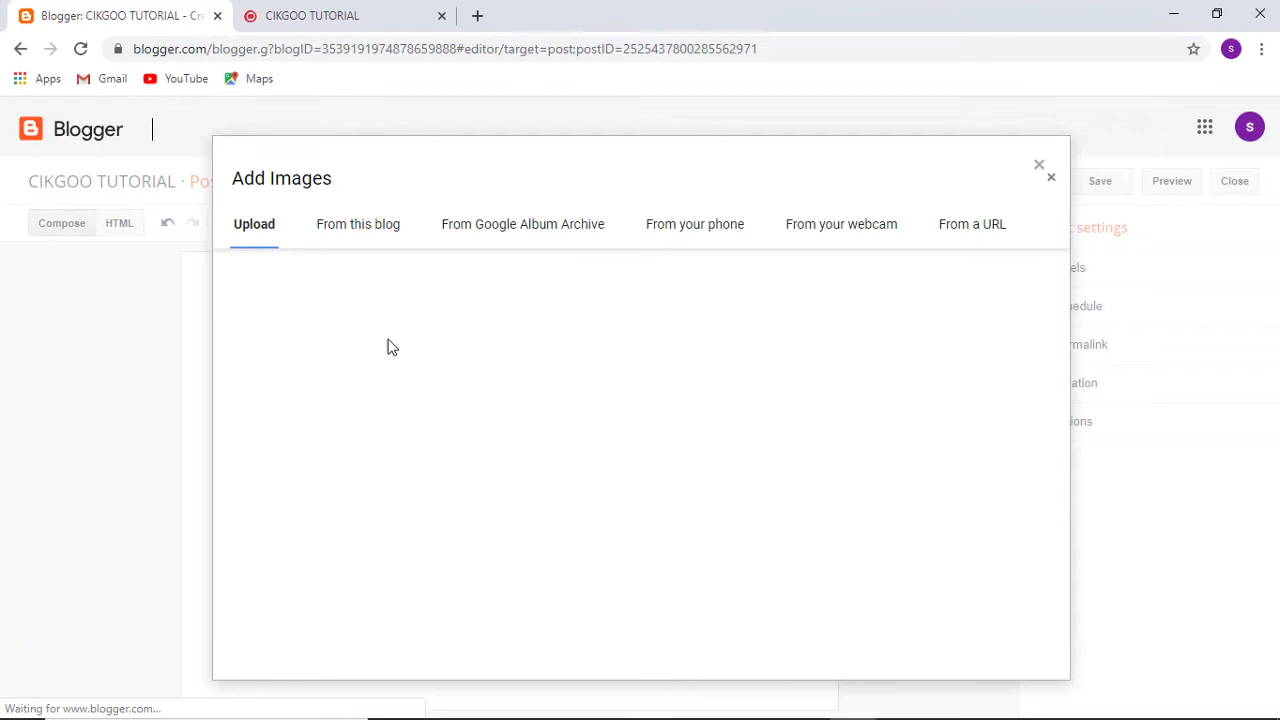 Blogger: CIKGOO TUTORIAL - Cre
CIKGOO TUTORIAL
blogger.com/blogger.g?blogID=3539191974878659888#editor/target=post;postID=2525437800285562971
s
Apps
Gmail
YouTube
Maps
Blogger
s
CIKGOO TUTORIAL · Pos
Save
Preview
Close
Compose
HTML
Add Images
Upload
From this blog
From Google Album Archive
From your phone
From your webcam
From a URL
settings
els
edule
rmalink
ation
ions
Waiting for www.blogger.com...